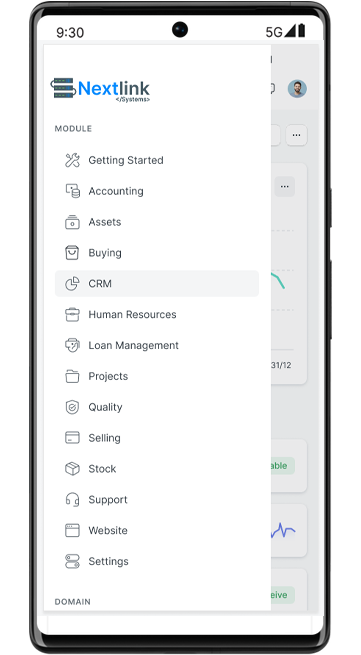 9:30
5G
Nextlink
</Systems>
MODULE
Getting Started
Accounting
...
Assets
Buying
CRM
Human Resources
Loan Management
31/12
Projects
Quality
Selling
able
Stock
Support
Website
Settings
eive
DOMAIN